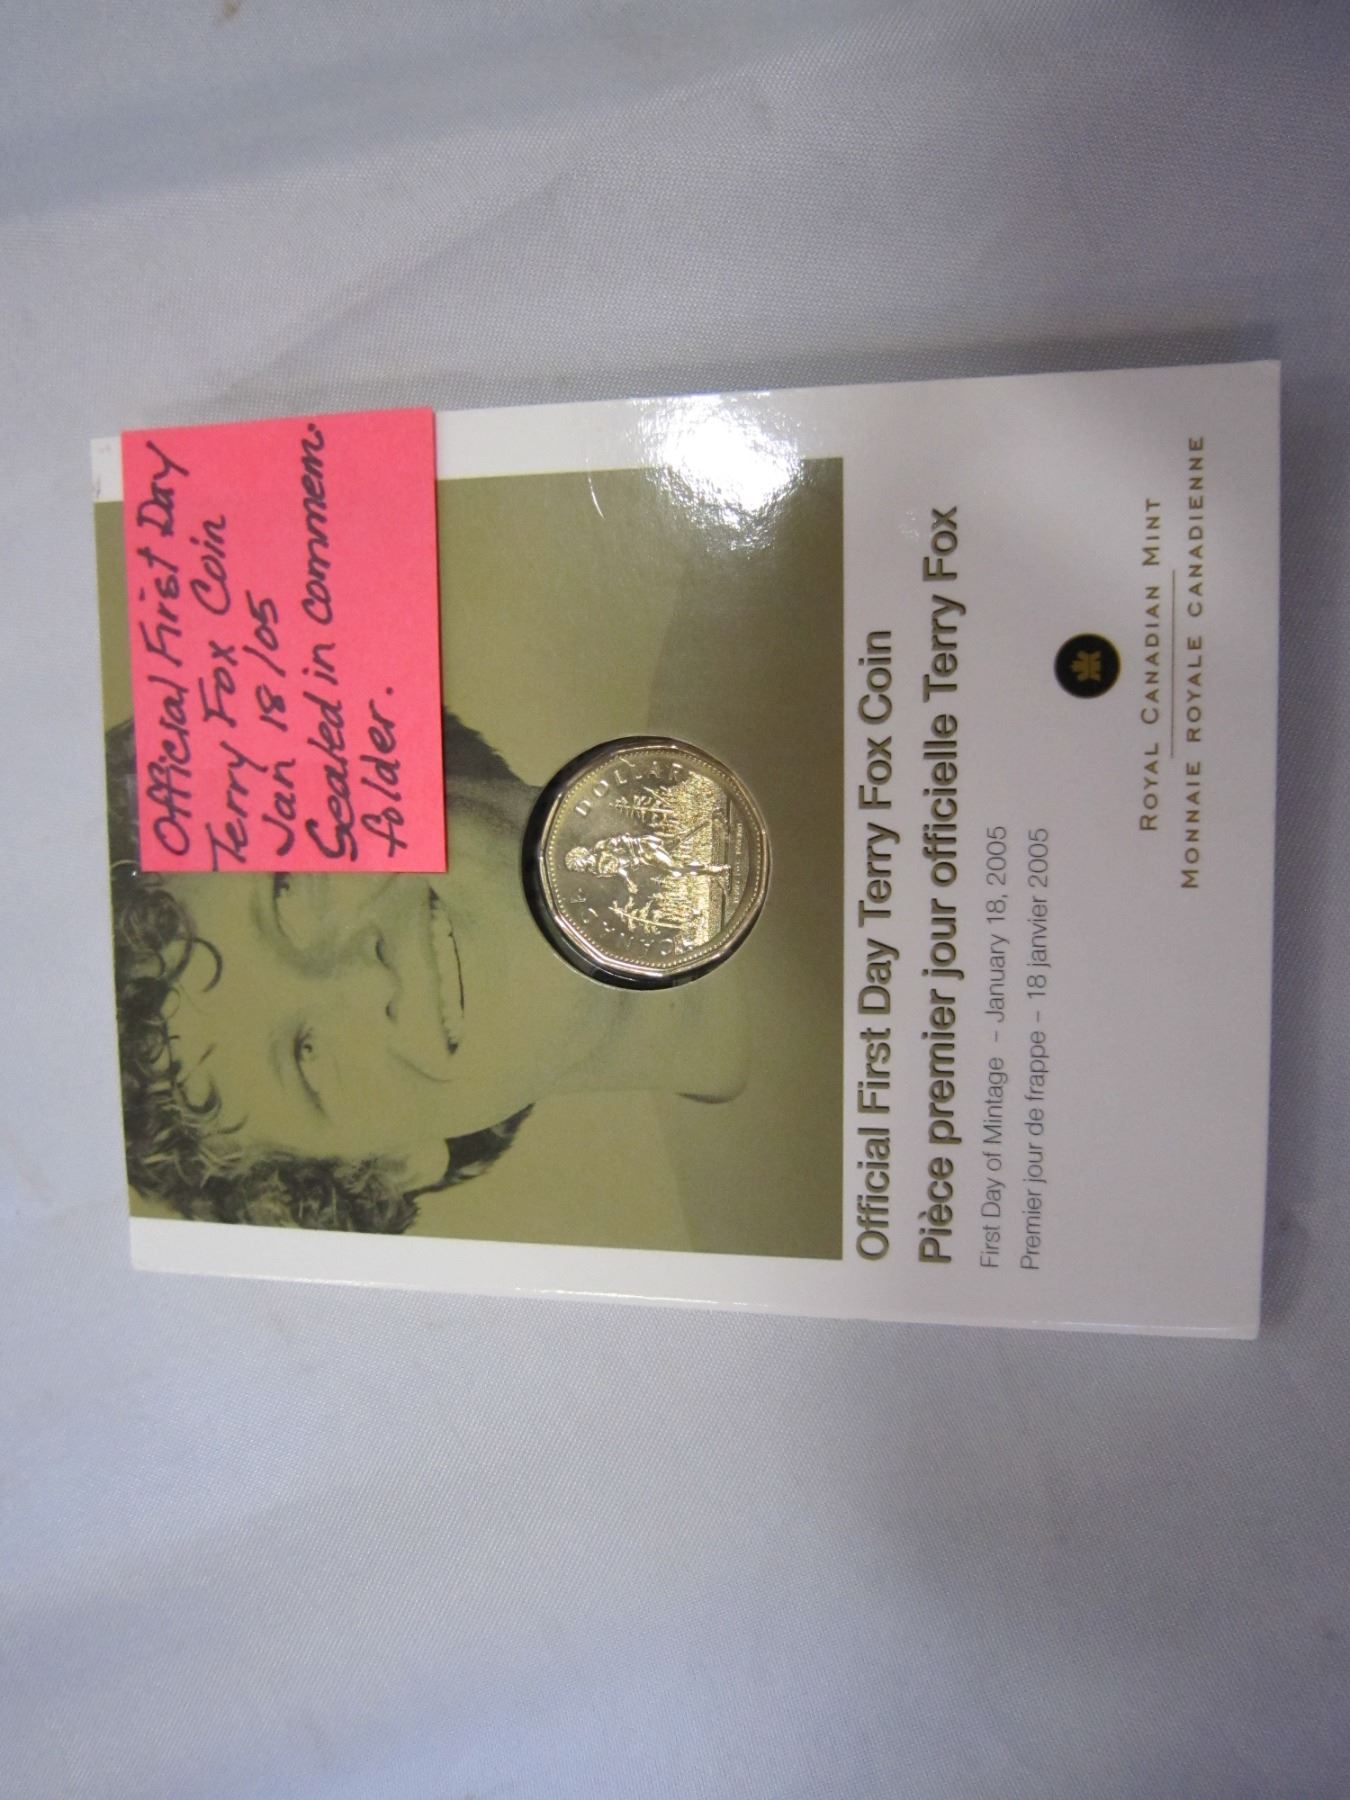 Official First Day
Terry Fox Coin
Jan 18/05
Sealed in commem.
folder.
CANADA
DOLLAR
Official First Day Terry Fox Coin
Pièce premier jour officielle Terry Fox
First Day of Mintage – January 18, 2005
Premier jour de frappe – 18 janvier 2005
ROYAL CANADIAN MINT
MONNAIE ROYALE CANADIENNE